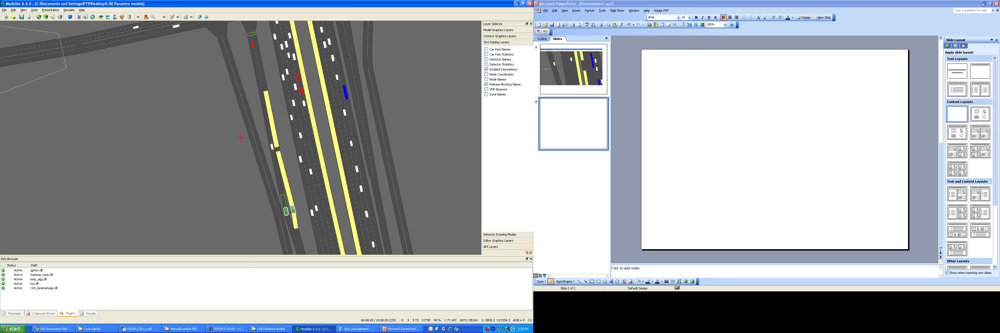 Modeller 6.6.0 : [C:\Documents and Settings\PTV\Desktop\I-80 Paramics models]
File Edit View Tools Presentation Simulate Help
Layer Selector
Model Graphics Layers
Context Graphics Layers
Text Display Layers
Car Park Names
Car Park Statistics
Detector Names
Detector Statistics
Incident Descriptions
Node Coordinates
Node Names
Release Blocking Values
VMS Beacons
Zone Names
Detector Drawing Modes
Editor Graphics Layers
API Layers
Info Browser
Status Path
Active qpHov.dll
Active freeway_moe.dll
Active loop_agg.dll
Active tos.dll
Active CLR_lanemanage.dll
Messages 2 Network Errors Plugins Results
06:48:45 / 10:00:00 (2/5) 5 TS 0 ITSP 90 % 1.77 xRT 6973 / 85164 X:-3838.2 Y:21554.3 AON + P CO
start DKS Associates Mail ... Code signals VISSIM_530_e.pdf - ... ManualExample.RBC VISSIM 5.30-00 - c:\... I-80 Paramics models Modeller 6.6.0 : [C:\... lane_management - ... Microsoft PowerPoint... 3:28 PM
Microsoft PowerPoint - [Presentation1.ppt]
File Edit View Insert Format Tools Slide Show Window Help Adobe PDF
Type a question for help
Arial 18 B I U S Design New Slide
100%
Outline Slides
1
2
Slide Layout
Apply slide layout:
Text Layouts
Content Layouts
Text and Content Layouts
Other Layouts
Show when inserting new slides
Click to add notes
Draw AutoShapes
Slide 2 of 2 Default Design